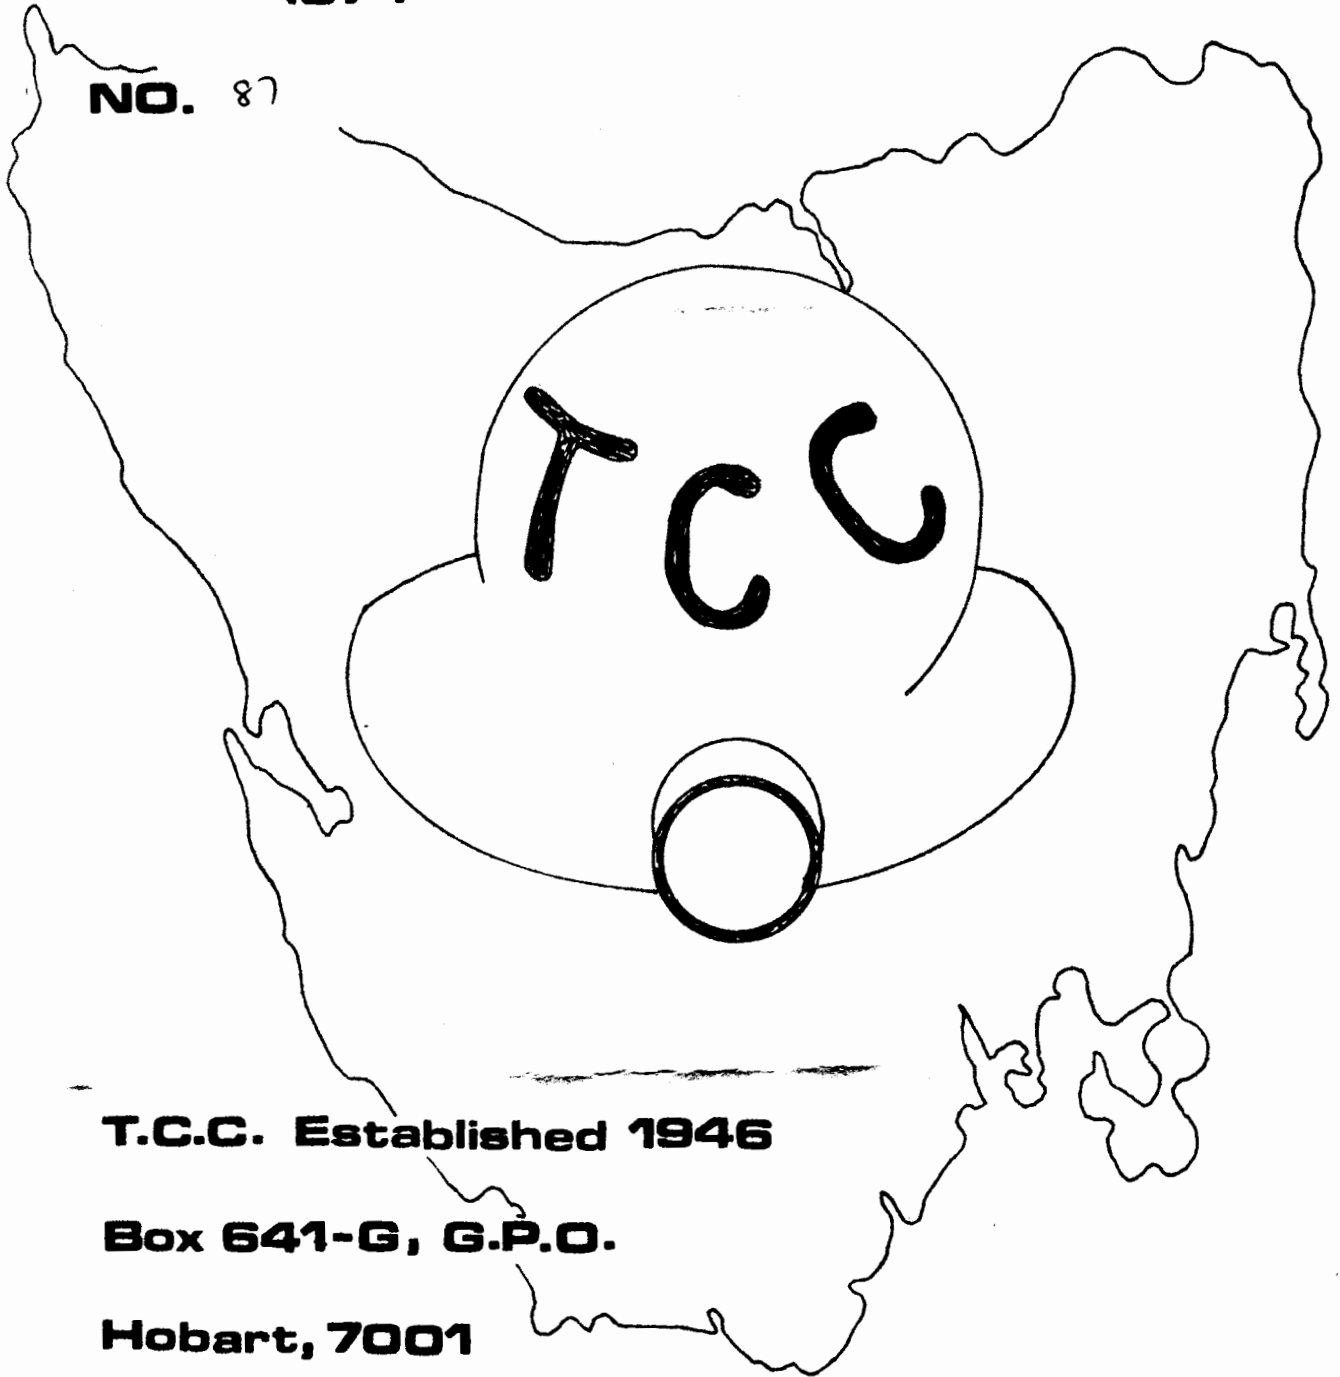 NO. 87
TCC
T.C.C. Established 1946
Box 641-G, G.P.O.
Hobart, 7001